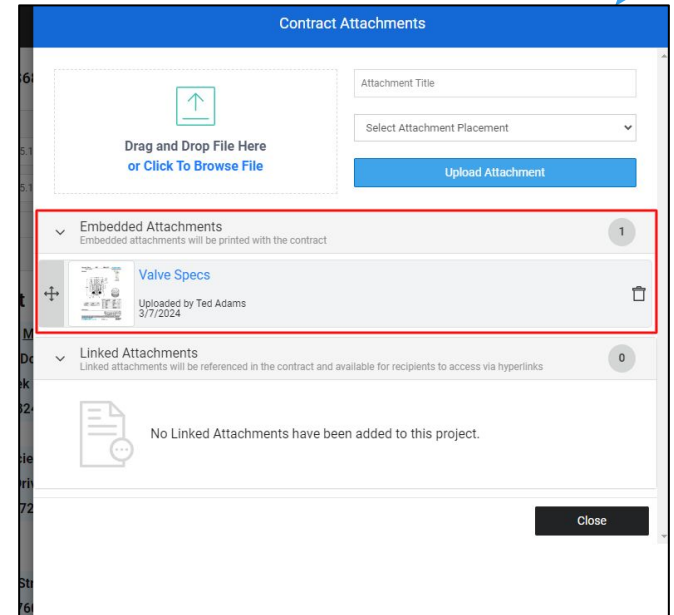 Contract Attachments
Attachment Title
Select Attachment Placement
Drag and Drop File Here
or Click To Browse File
Upload Attachment
Embedded Attachments
1
Embedded attachments will be printed with the contract
Valve Specs
Uploaded by Ted Adams
3/7/2024
Linked Attachments
0
Linked attachments will be referenced in the contract and available for recipients to access via hyperlinks
No Linked Attachments have been added to this project.
Close